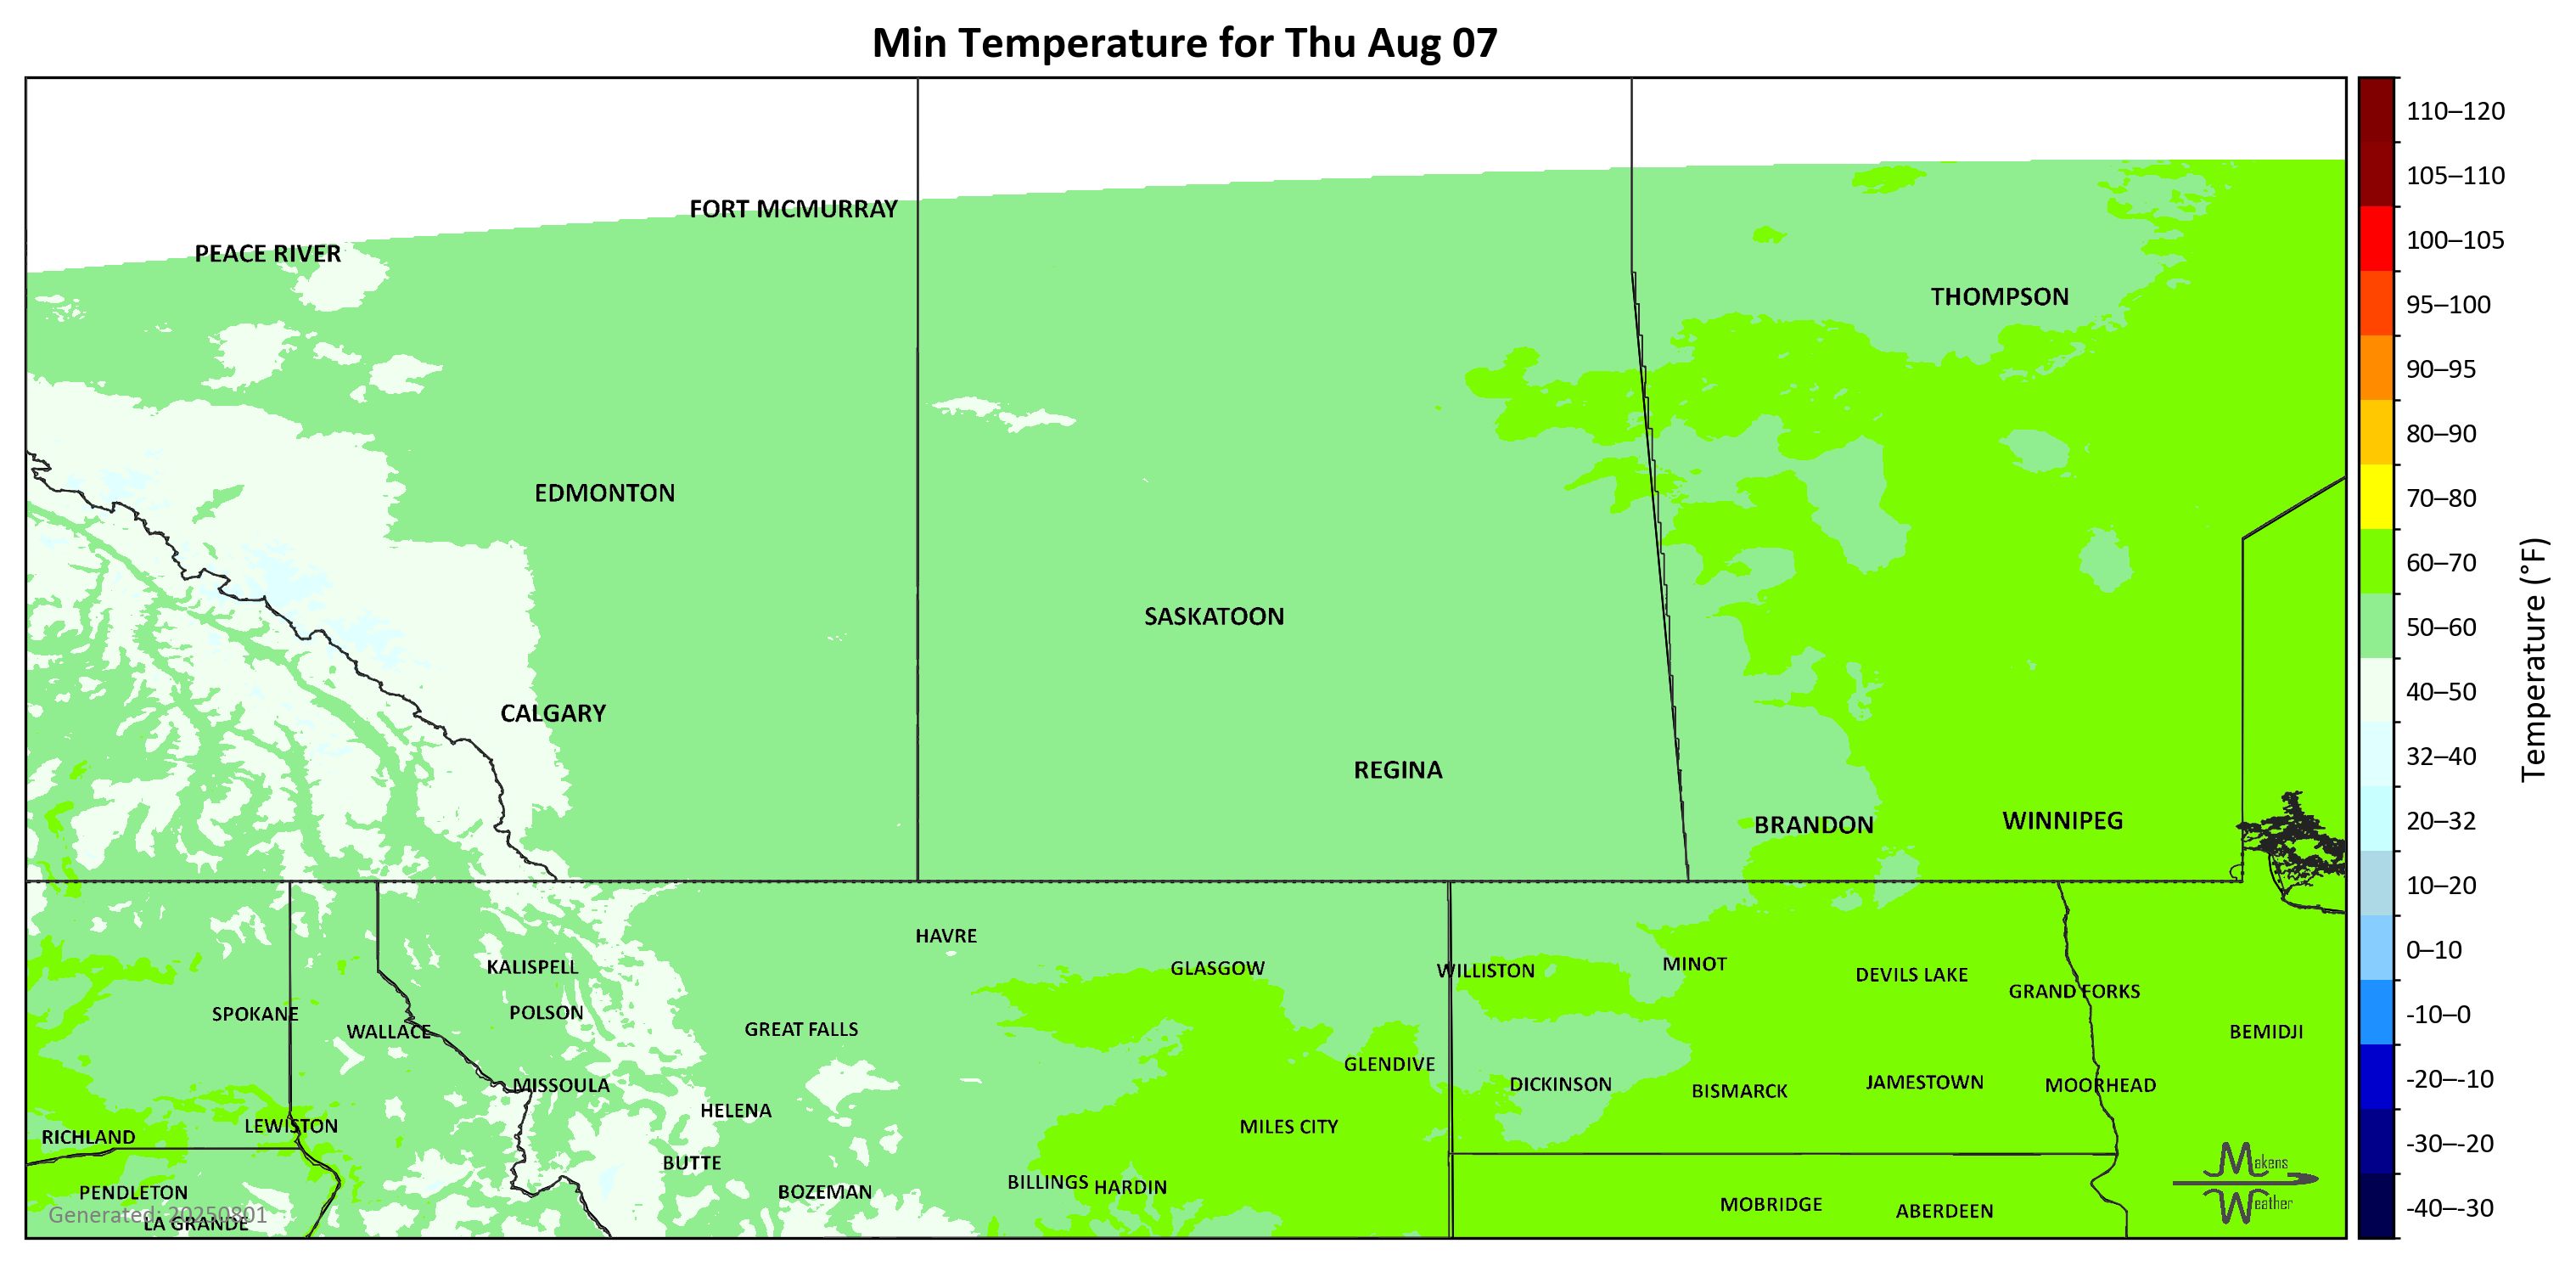 Min Temperature for Thu Aug 07
110–120
105–110
FORT MCMURRAY
100–105
PEACE RIVER
THOMPSON
95–100
90–95
80–90
EDMONTON
70–80
60–70
SASKATOON
50–60
Temperature (°F)
40–50
CALGARY
32–40
REGINA
20–32
BRANDON
WINNIPEG
10–20
HAVRE
0–10
KALISPELL
GLASGOW
WILLISTON
MINOT
DEVILS LAKE
GRAND FORKS
SPOKANE
POLSON
-10–0
WALLACE
GREAT FALLS
BEMIDJI
GLENDIVE
-20–-10
MISSOULA
DICKINSON
BISMARCK
JAMESTOWN
MOORHEAD
HELENA
LEWISTON
MILES CITY
RICHLAND
-30–-20
BUTTE
Makens
Weather
PENDLETON
BOZEMAN
BILLINGS
HARDIN
MOBRIDGE
ABERDEEN
-40–-30
Generated: 20250801
LA GRANDE